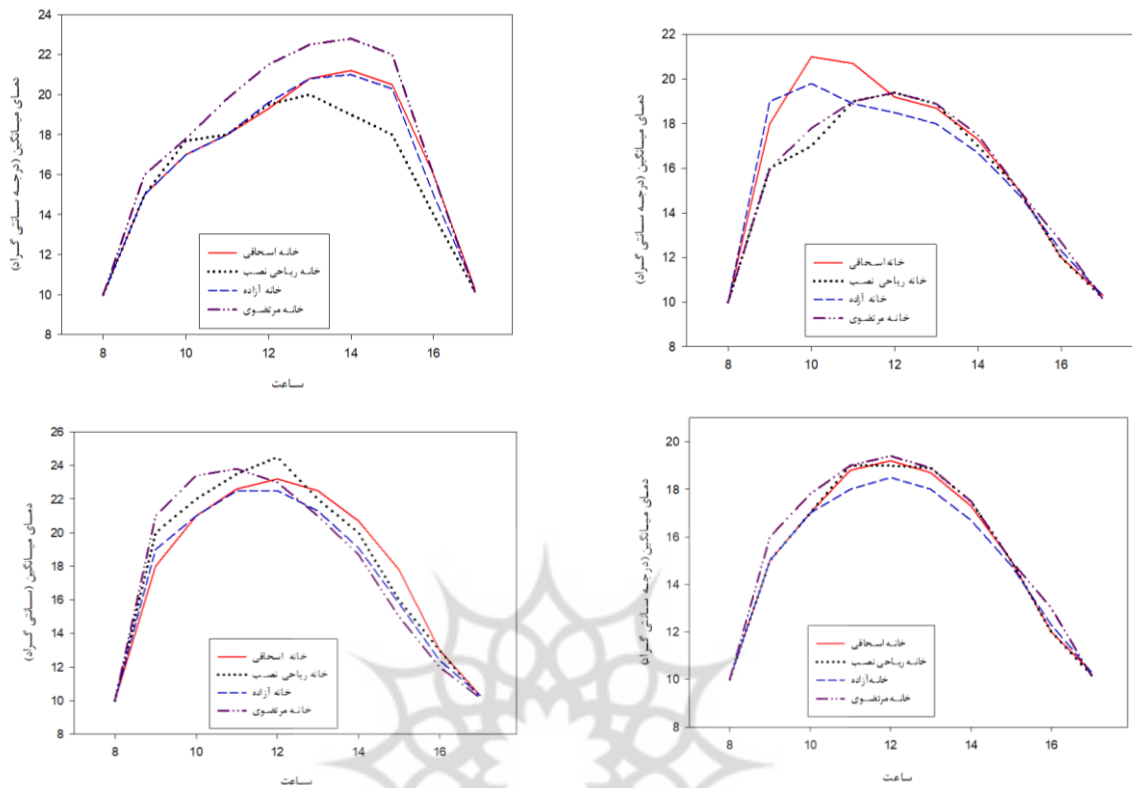 دمای میانگین (درجه سانتی گراد)
24
22
20
18
16
14
12
10
8
خانه اسحاقی
خانه ریاحی نصب
خانه آزاده
خانه مرتضوی
8 10 12 14 16
ساعت
دمای میانگین (درجه سانتی گراد)
22
20
18
16
14
12
10
8
خانه اسحاقی
خانه ریاحی نصب
خانه آزاده
خانه مرتضوی
8 10 12 14 16
دمای میانگین (سانتی گراد)
26
24
22
20
18
16
14
12
10
8
خانه اسحاقی
خانه ریاحی نصب
خانه آزاده
خانه مرتضوی
8 10 12 14 16
ساعت
دمای میانگین (درجه سانتی گراد)
20
18
16
14
12
10
8
خانه اسحاقی
خانه ریاحی نصب
خانه آزاده
خانه مرتضوی
8 10 12 14 16
ساعت